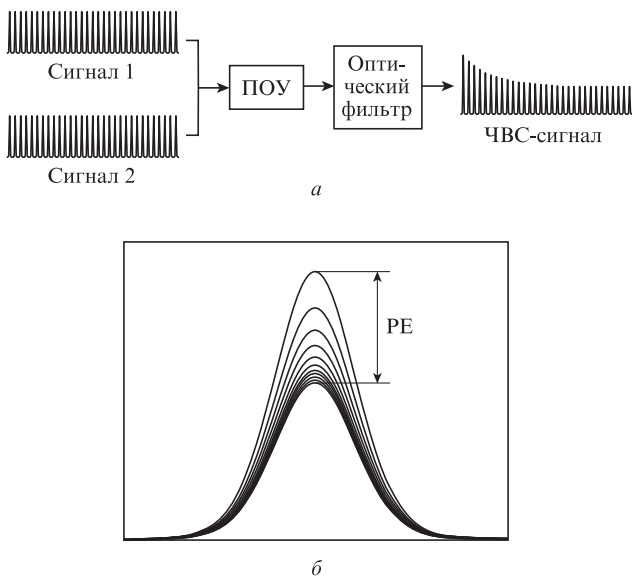 Сигнал 1
Сигнал 2
ПОУ
Опти-
ческий
фильтр
ЧВС-сигнал
а
PE
б